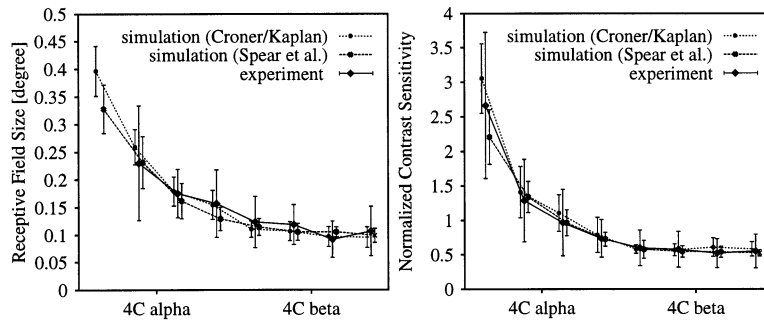 0.5
0.45
0.4
0.35
0.3
0.25
0.2
0.15
0.1
0.05
0
Receptive Field Size [degree]
simulation (Croner/Kaplan)
simulation (Spear et al.)
experiment
4C alpha
4C beta
4
3.5
3
2.5
2
1.5
1
0.5
0
Normalized Contrast Sensitivity
simulation (Croner/Kaplan)
simulation (Spear et al.)
experiment
4C alpha
4C beta